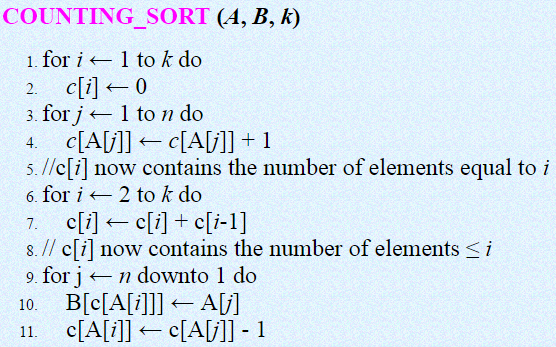 COUNTING_SORT (A, B, k)
1. for i ← 1 to k do
2. c[i] ← 0
3. for j ← 1 to n do
4. c[A[j]] ← c[A[j]] + 1
5. //c[i] now contains the number of elements equal to i
6. for i ← 2 to k do
7. c[i] ← c[i] + c[i-1]
8. // c[i] now contains the number of elements ≤ i
9. for j ← n downto 1 do
10. B[c[A[i]]] ← A[j]
11. c[A[i]] ← c[A[j]] - 1